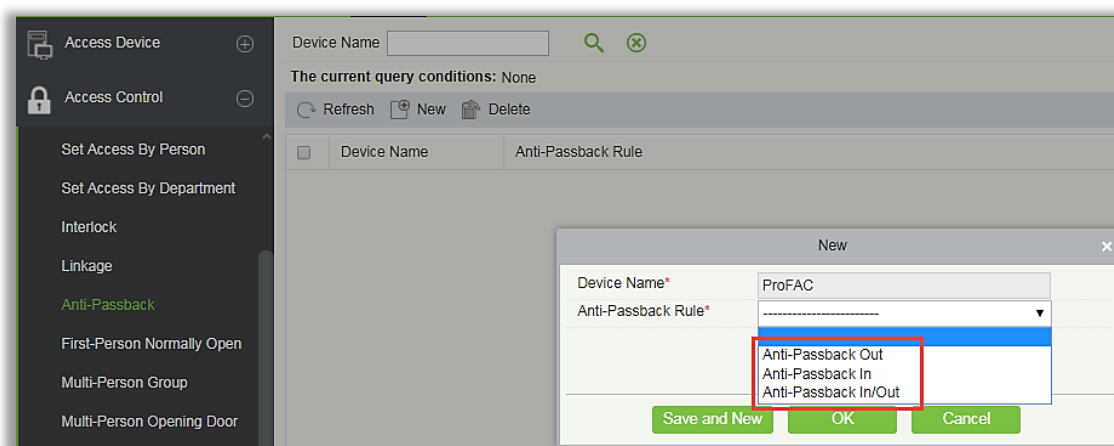 Access Device
Access Control
Set Access By Person
Set Access By Department
Interlock
Linkage
Anti-Passback
First-Person Normally Open
Multi-Person Group
Multi-Person Opening Door
Device Name
The current query conditions: None
Refresh New Delete
Device Name Anti-Passback Rule
New
Device Name* ProFAC
Anti-Passback Rule* ------------------------
Anti-Passback Out
Anti-Passback In
Anti-Passback In/Out
Save and New OK Cancel